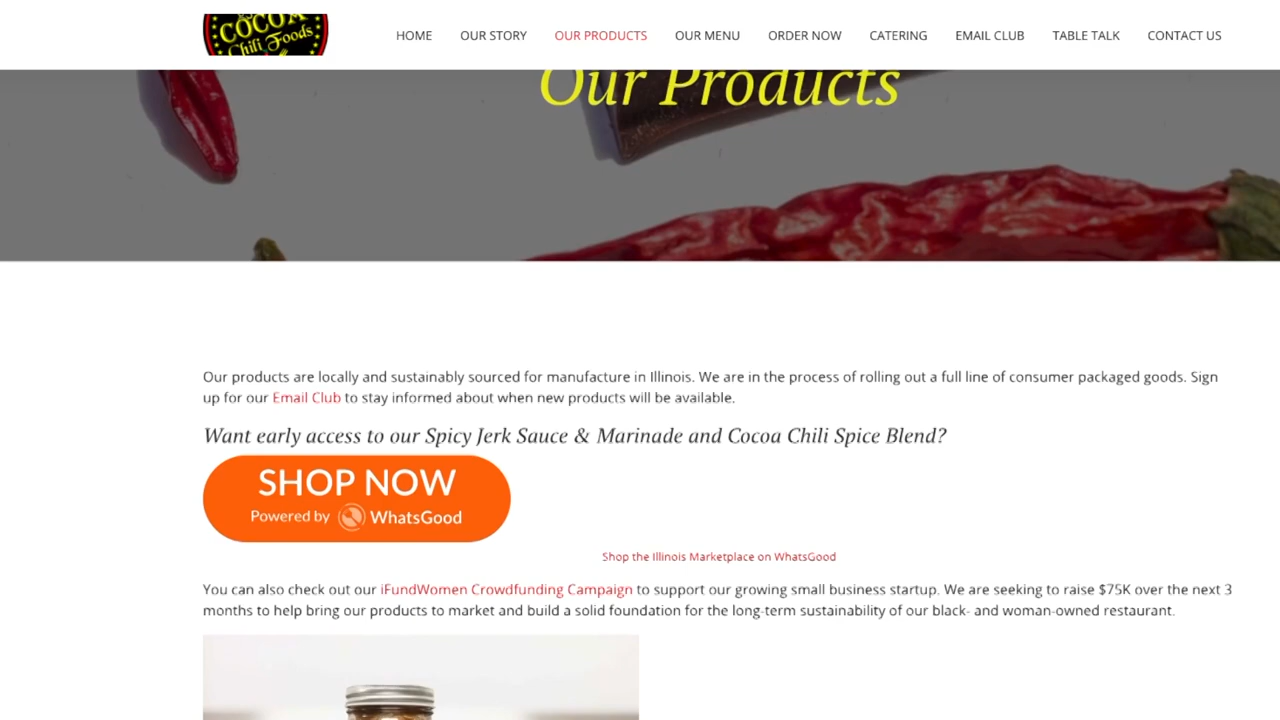 COCOA
Chili Foods
HOME OUR STORY OUR PRODUCTS OUR MENU ORDER NOW CATERING EMAIL CLUB TABLE TALK CONTACT US
Our Products
Our products are locally and sustainably sourced for manufacture in Illinois. We are in the process of rolling out a full line of consumer packaged goods. Sign
up for our Email Club to stay informed about when new products will be available.
Want early access to our Spicy Jerk Sauce & Marinade and Cocoa Chili Spice Blend?
SHOP NOW
Powered by WhatsGood
Shop the Illinois Marketplace on WhatsGood
You can also check out our iFundWomen Crowdfunding Campaign to support our growing small business startup. We are seeking to raise $75K over the next 3
months to help bring our products to market and build a solid foundation for the long-term sustainability of our black- and woman-owned restaurant.